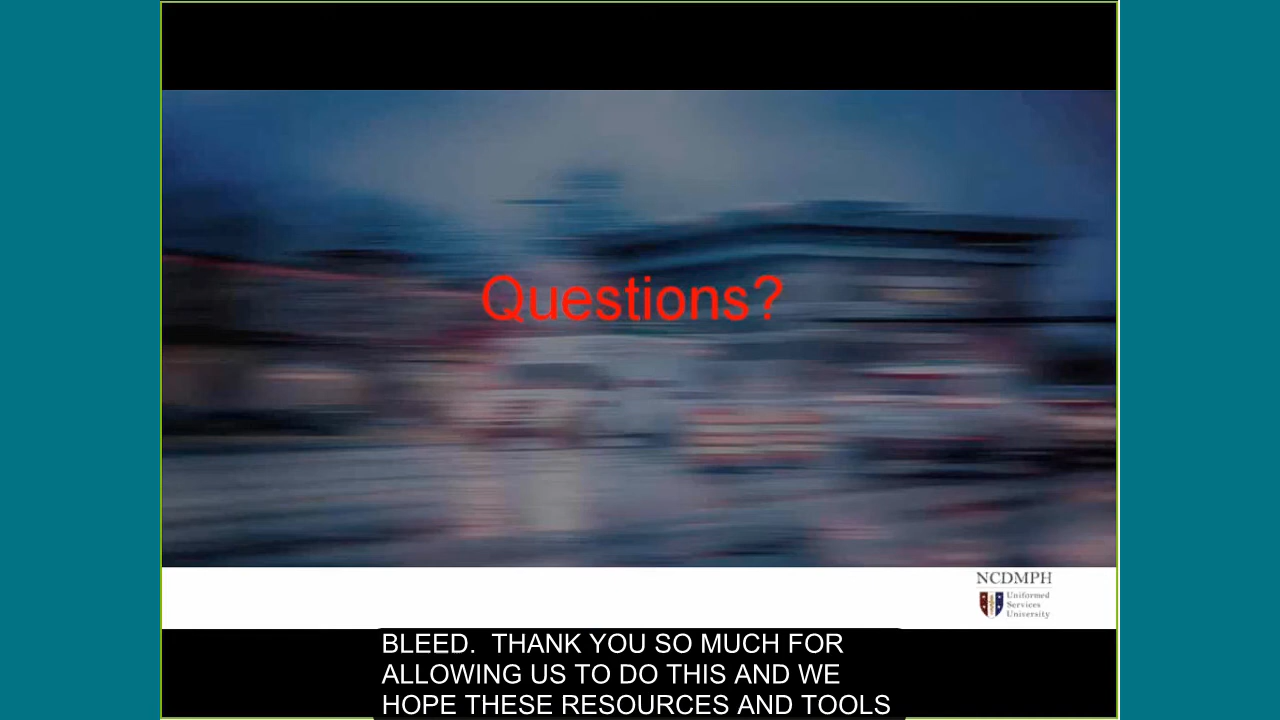 Questions?
NCDMPH
Uniformed
Services
University
BLEED.  THANK YOU SO MUCH FOR
ALLOWING US TO DO THIS AND WE
HOPE THESE RESOURCES AND TOOLS